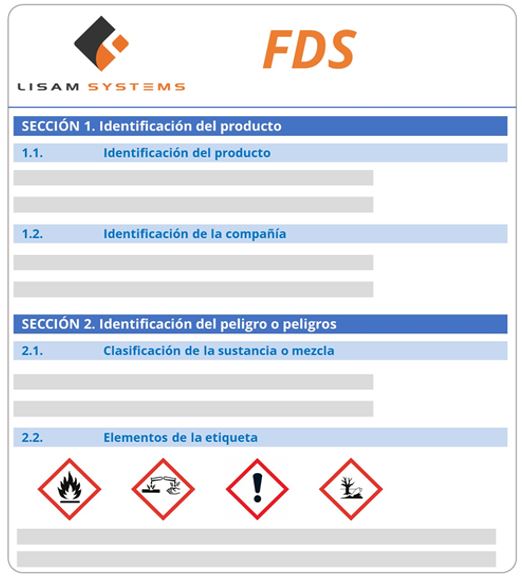 FDS
LISAM SYSTEMS
SECCIÓN 1. Identificación del producto
1.1. Identificación del producto
1.2. Identificación de la compañía
SECCIÓN 2. Identificación del peligro o peligros
2.1. Clasificación de la sustancia o mezcla
2.2. Elementos de la etiqueta